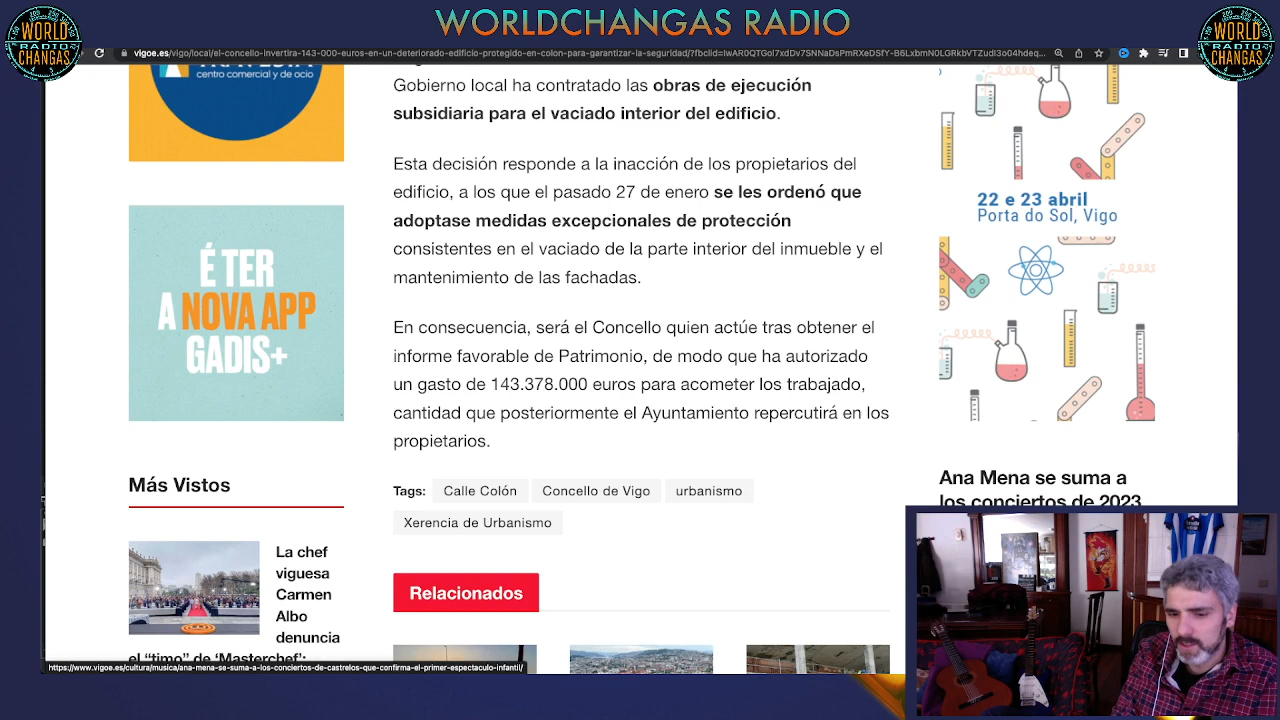 WORLDCHANGAS RADIO
WORLD
RADIO
CHANGAS
WORLD
RADIO
CHANGAS
vigoe.es/vigo/local/el-concello-invertira-143-000-euros-en-un-deteriorado-edificio-protegido-en-colon-para-garantizar-la-seguridad/?fbclid=IwAR0QTGol7xdDv7SNNaDsPmRXeDSfY-B6LxbmN0LGRkbVTZudI3o04hdeq...
centro comercial y de ocio
É TER
A NOVA APP
GADIS+
Más Vistos
La chef
viguesa
Carmen
Albo
denuncia
el “timo” de ‘Masterchef’:
Gobierno local ha contratado las obras de ejecución
subsidiaria para el vaciado interior del edificio.
Esta decisión responde a la inacción de los propietarios del
edificio, a los que el pasado 27 de enero se les ordenó que
adoptase medidas excepcionales de protección
consistentes en el vaciado de la parte interior del inmueble y el
mantenimiento de las fachadas.
En consecuencia, será el Concello quien actúe tras obtener el
informe favorable de Patrimonio, de modo que ha autorizado
un gasto de 143.378.000 euros para acometer los trabajado,
cantidad que posteriormente el Ayuntamiento repercutirá en los
propietarios.
Tags: Calle Colón Concello de Vigo urbanismo
Xerencia de Urbanismo
Relacionados
22 e 23 abril
Porta do Sol, Vigo
Ana Mena se suma a
los conciertos de 2023
https://www.vigoe.es/cultura/musica/ana-mena-se-suma-a-los-conciertos-de-castrelos-que-confirma-el-primer-espectaculo-infantil/